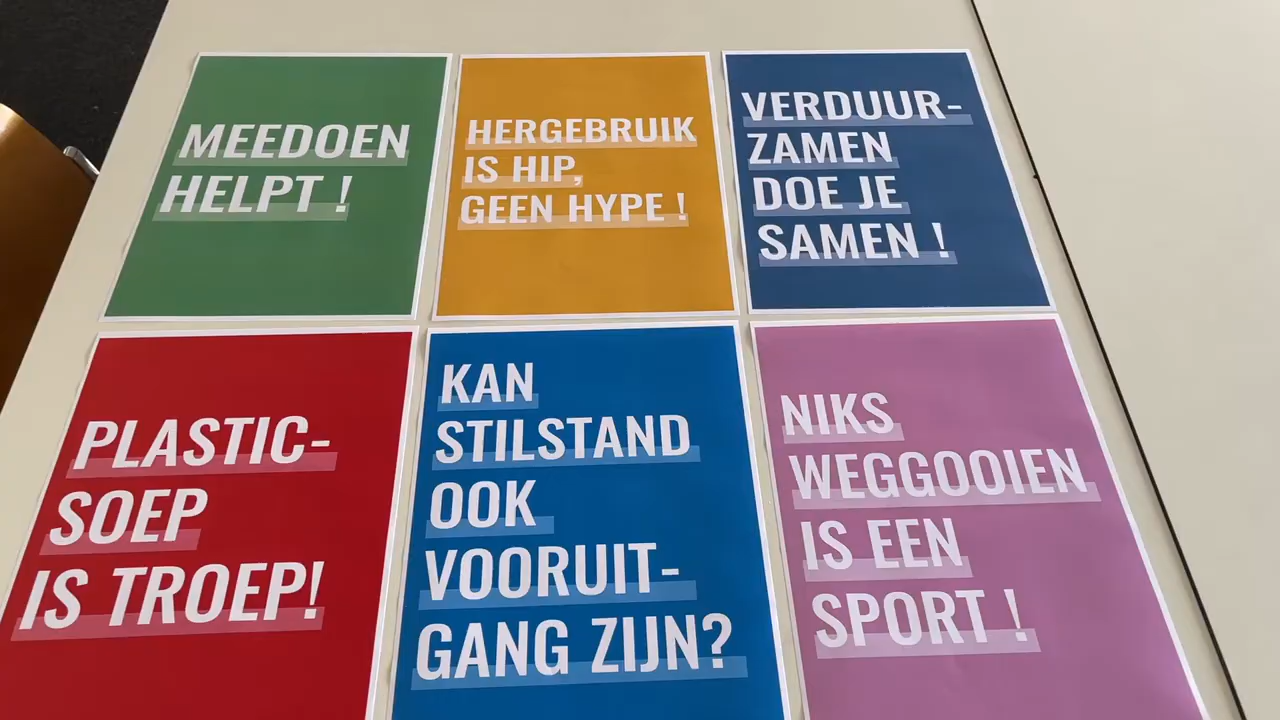 MEEDOEN
HELPT !
HERGEBRUIK
IS HIP,
GEEN HYPE !
VERDUUR-
ZAMEN
DOE JE
SAMEN !
PLASTIC-
SOEP
IS TROEP!
KAN
STILSTAND
OOK
VOORUIT-
GANG ZIJN?
NIKS
WEGGOOIEN
IS EEN
SPORT !